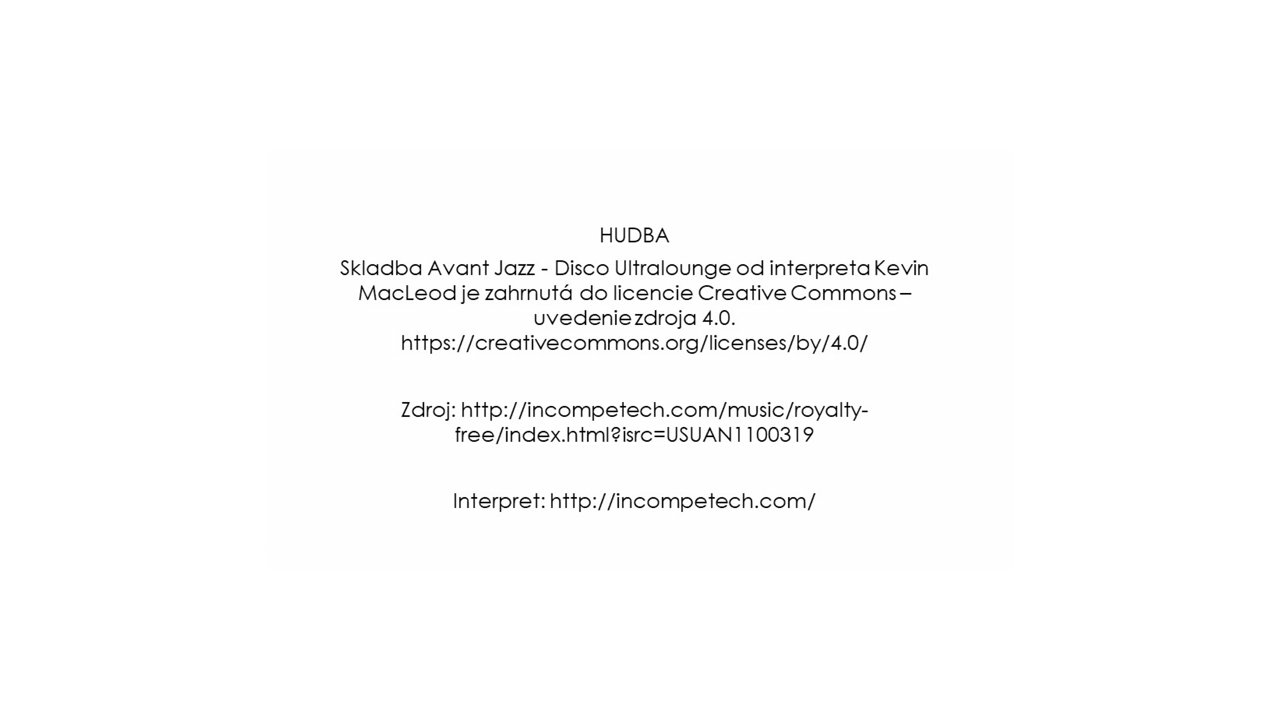 HUDBA
Skladba Avant Jazz - Disco Ultralounge od interpreta Kevin
MacLeod je zahrnutá do licencie Creative Commons –
uvedenie zdroja 4.0.
https://creativecommons.org/licenses/by/4.0/
Zdroj: http://incompetech.com/music/royalty-
free/index.html?isrc=USUAN1100319
Interpret: http://incompetech.com/